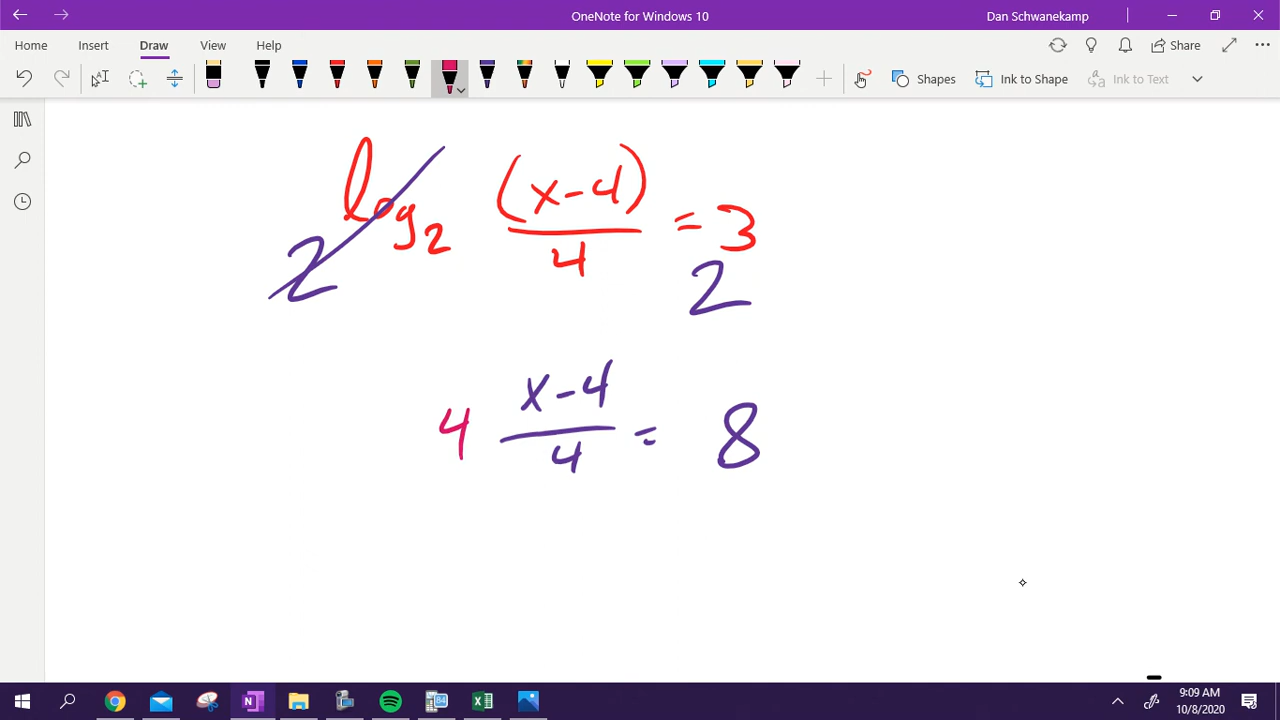 OneNote for Windows 10
Dan Schwanekamp
Home Insert Draw View Help
Share
Shapes
Ink to Shape
Ink to Text
log2 (x-4)/4 = 3
2 2
4 x-4/4 = 8
9:09 AM
10/8/2020